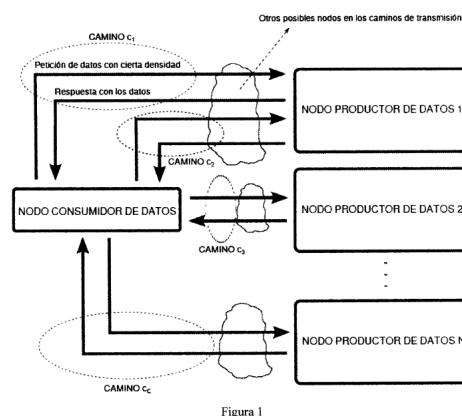 CAMINO c1
Otros posibles nodos en los caminos de transmisión
Petición de datos con cierta densidad
Respuesta con los datos
NODO PRODUCTOR DE DATOS 1
CAMINO c2
NODO CONSUMIDOR DE DATOS
NODO PRODUCTOR DE DATOS 2
CAMINO c3
NODO PRODUCTOR DE DATOS N
CAMINO cC
Figura 1